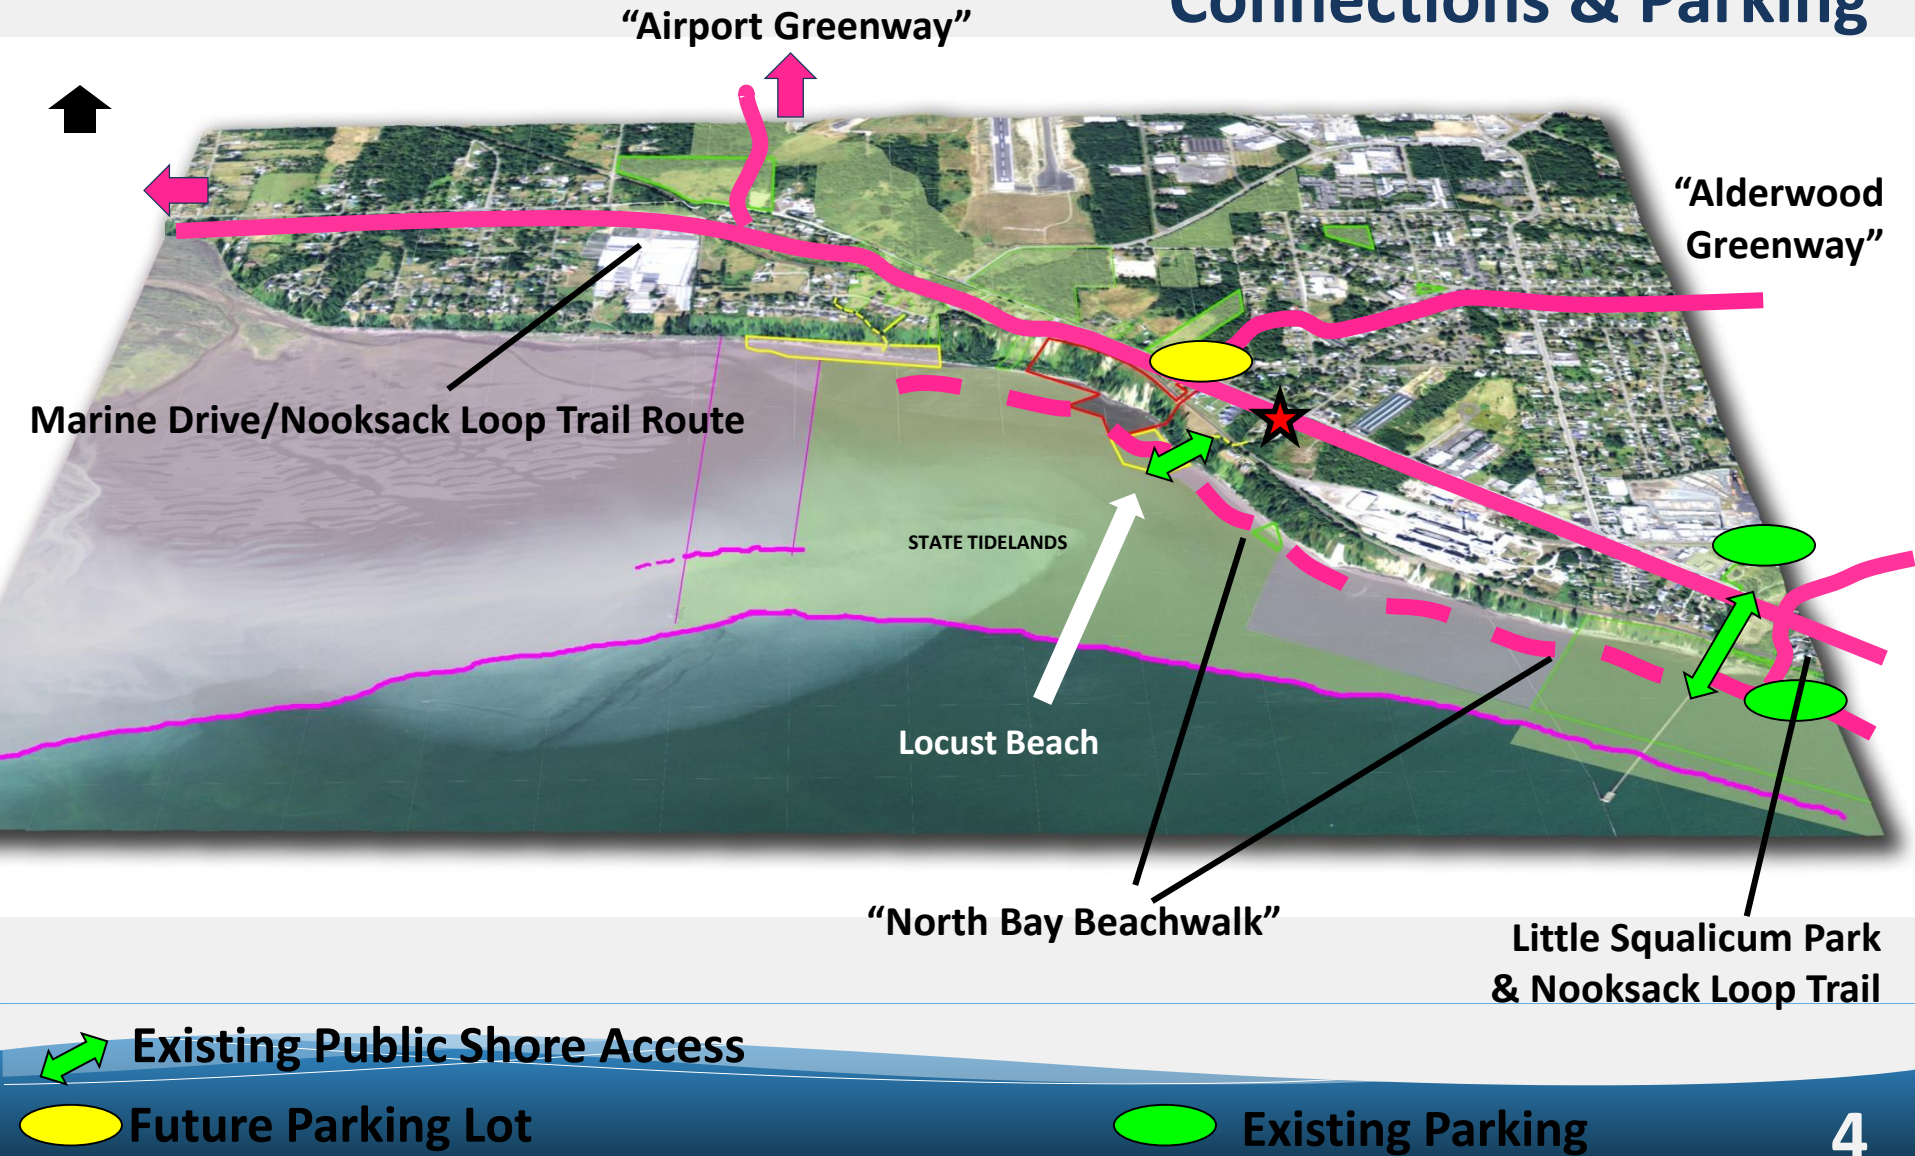 Connections & Parking
“Airport Greenway”
“Alderwood
Greenway”
Marine Drive/Nooksack Loop Trail Route
STATE TIDELANDS
Locust Beach
“North Bay Beachwalk”
Little Squalicum Park
& Nooksack Loop Trail
Existing Public Shore Access
Future Parking Lot
Existing Parking
4